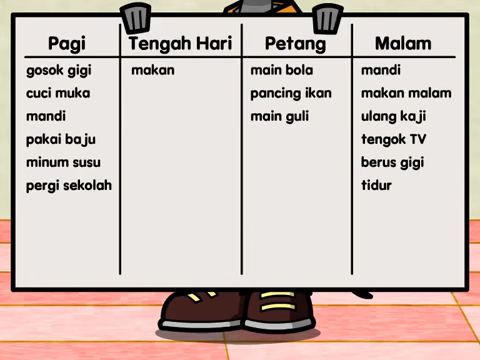 Pagi
gosok gigi
cuci muka
mandi
pakai baju
minum susu
pergi sekolah
Tengah Hari
makan
Petang
main bola
pancing ikan
main guli
Malam
mandi
makan malam
ulang kaji
tengok TV
berus gigi
tidur